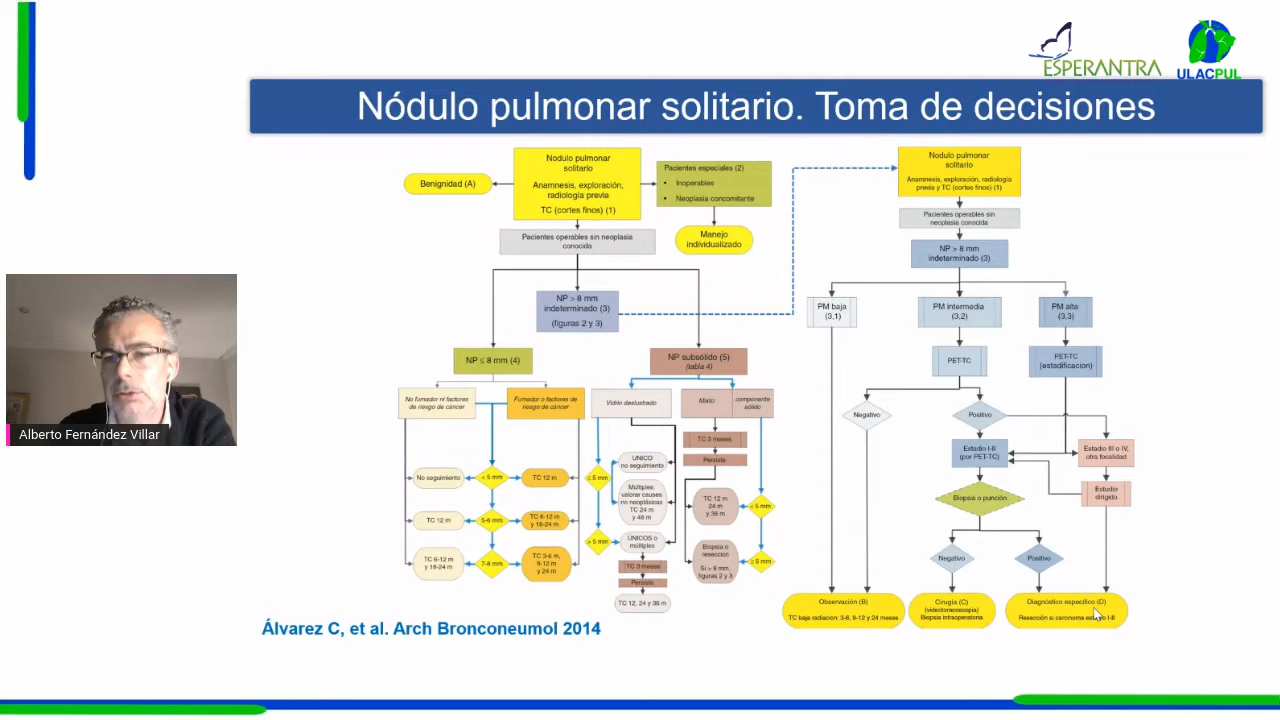 ESPERANTRA
ULACPUL
Nódulo pulmonar solitario. Toma de decisiones
Benignidad (A)
Nodulo pulmonar
solitario
Anamnesis, exploración,
radiología previa
TC (cortes finos) (1)
Pacientes especiales (2)
• Inoperables
• Neoplasia concomitante
Manejo
individualizado
Pacientes operables sin neoplasia
conocida
NP > 8 mm
indeterminado (3)
(figuras 2 y 3)
NP ≤ 8 mm (4)
NP subsólido (5)
(tabla 4)
No fumador ni factores
de riesgo de cáncer
Fumador o factores de
riesgo de cáncer
Vidrio deslustrado
Mixto
componente
sólido
No seguimiento
< 5 mm
TC 12 m
TC 12 m
5-6 mm
TC 6-12 m
y 18-24 m
TC 6-12 m
y 18-24 m
7-8 mm
TC 3-6 m,
9-12 m
y 24 m
≤ 5 mm
UNICO
no seguimiento
Múltiples,
valorar causes
no neoplásicas
TC 24 m
y 48 m
> 5 mm
ÚNICOS o
múltiples
TC 3 meses
Persiste
TC 12, 24 y 36 m
TC 3 meses
Persiste
TC 12 m
24 m
y 36 m
< 5 mm
Biopsia o
reseccion
Si > 8 mm,
figuras 2 y 3
≥ 5 mm
Nodulo pulmonar
solitario
Anamnesis, exploración, radiología
previa y TC (cortes finos) (1)
Pacientes operables sin
neoplasia conocida
NP > 8 mm
indeterminado (3)
PM baja
(3,1)
PM intermedia
(3,2)
PM alta
(3,3)
PET-TC
PET-TC
(estadificacion)
Negativo
Positivo
Estadio I-II
(por PET-TC)
Estadio III o IV,
otra focalidad
Estudio
dirigido
Biopsia o punción
Negativo
Positivo
Observación (B)
TC baja radiacion: 3-6, 9-12 y 24 meses
Cirugía (C)
(videotoracoscopia)
Biopsia intraoperatoria
Diagnóstico específico (D)
Resección si carcinoma estadio I-II
Alberto Fernández Villar
Álvarez C, et al. Arch Bronconeumol 2014